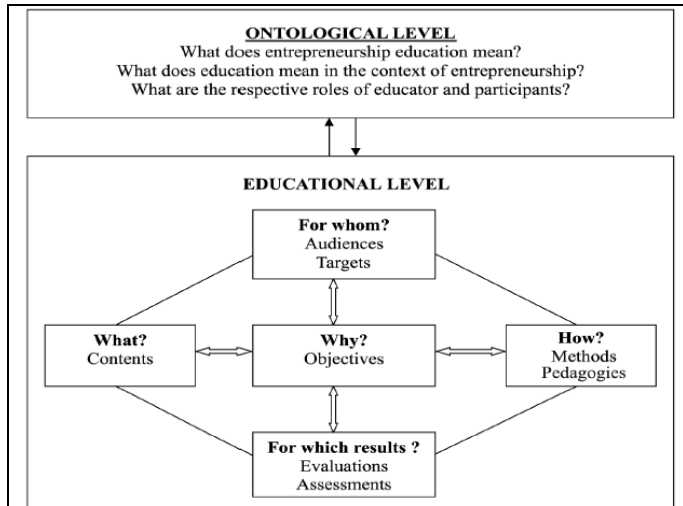 ONTOLOGICAL LEVEL
What does entrepreneurship education mean?
What does education mean in the context of entrepreneurship?
What are the respective roles of educator and participants?
EDUCATIONAL LEVEL
For whom?
Audiences
Targets
What?
Contents
Why?
Objectives
How?
Methods
Pedagogies
For which results ?
Evaluations
Assessments